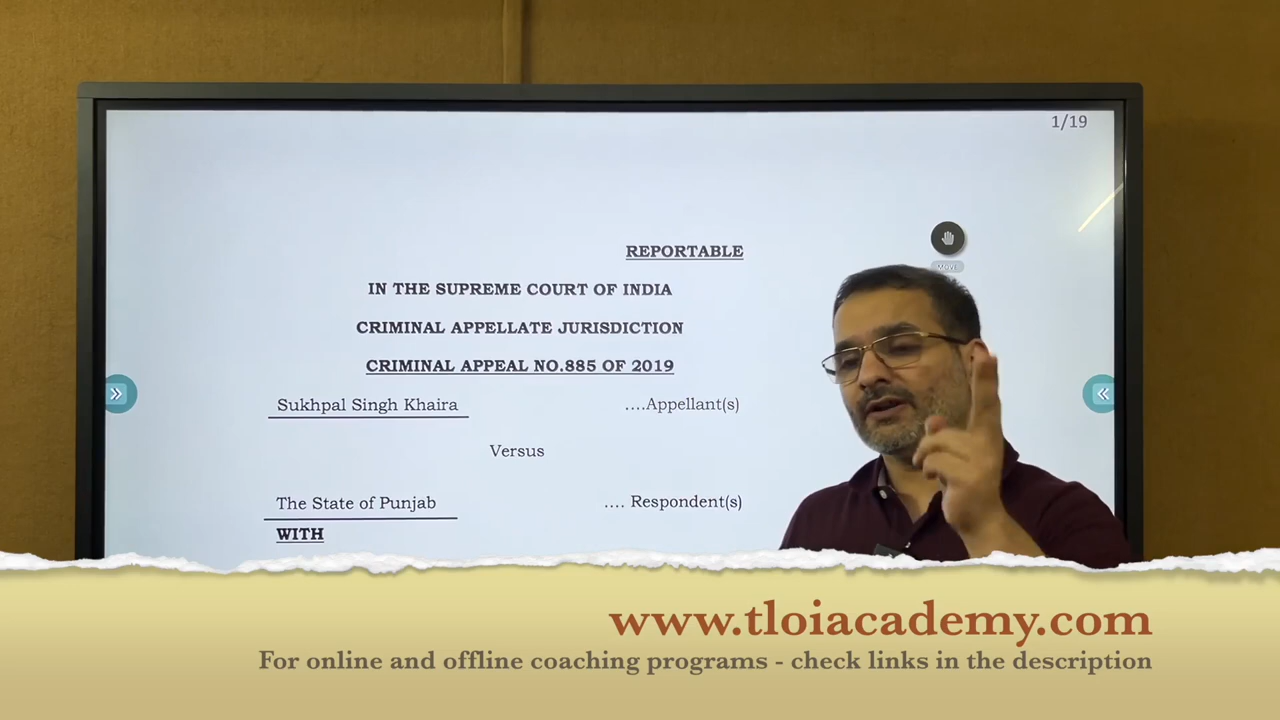 1/19
REPORTABLE
MOVE
IN THE SUPREME COURT OF INDIA
CRIMINAL APPELLATE JURISDICTION
CRIMINAL APPEAL NO.885 OF 2019
Sukhpal Singh Khaira ....Appellant(s)
Versus
The State of Punjab .... Respondent(s)
WITH
www.tloiacademy.com
For online and offline coaching programs - check links in the description